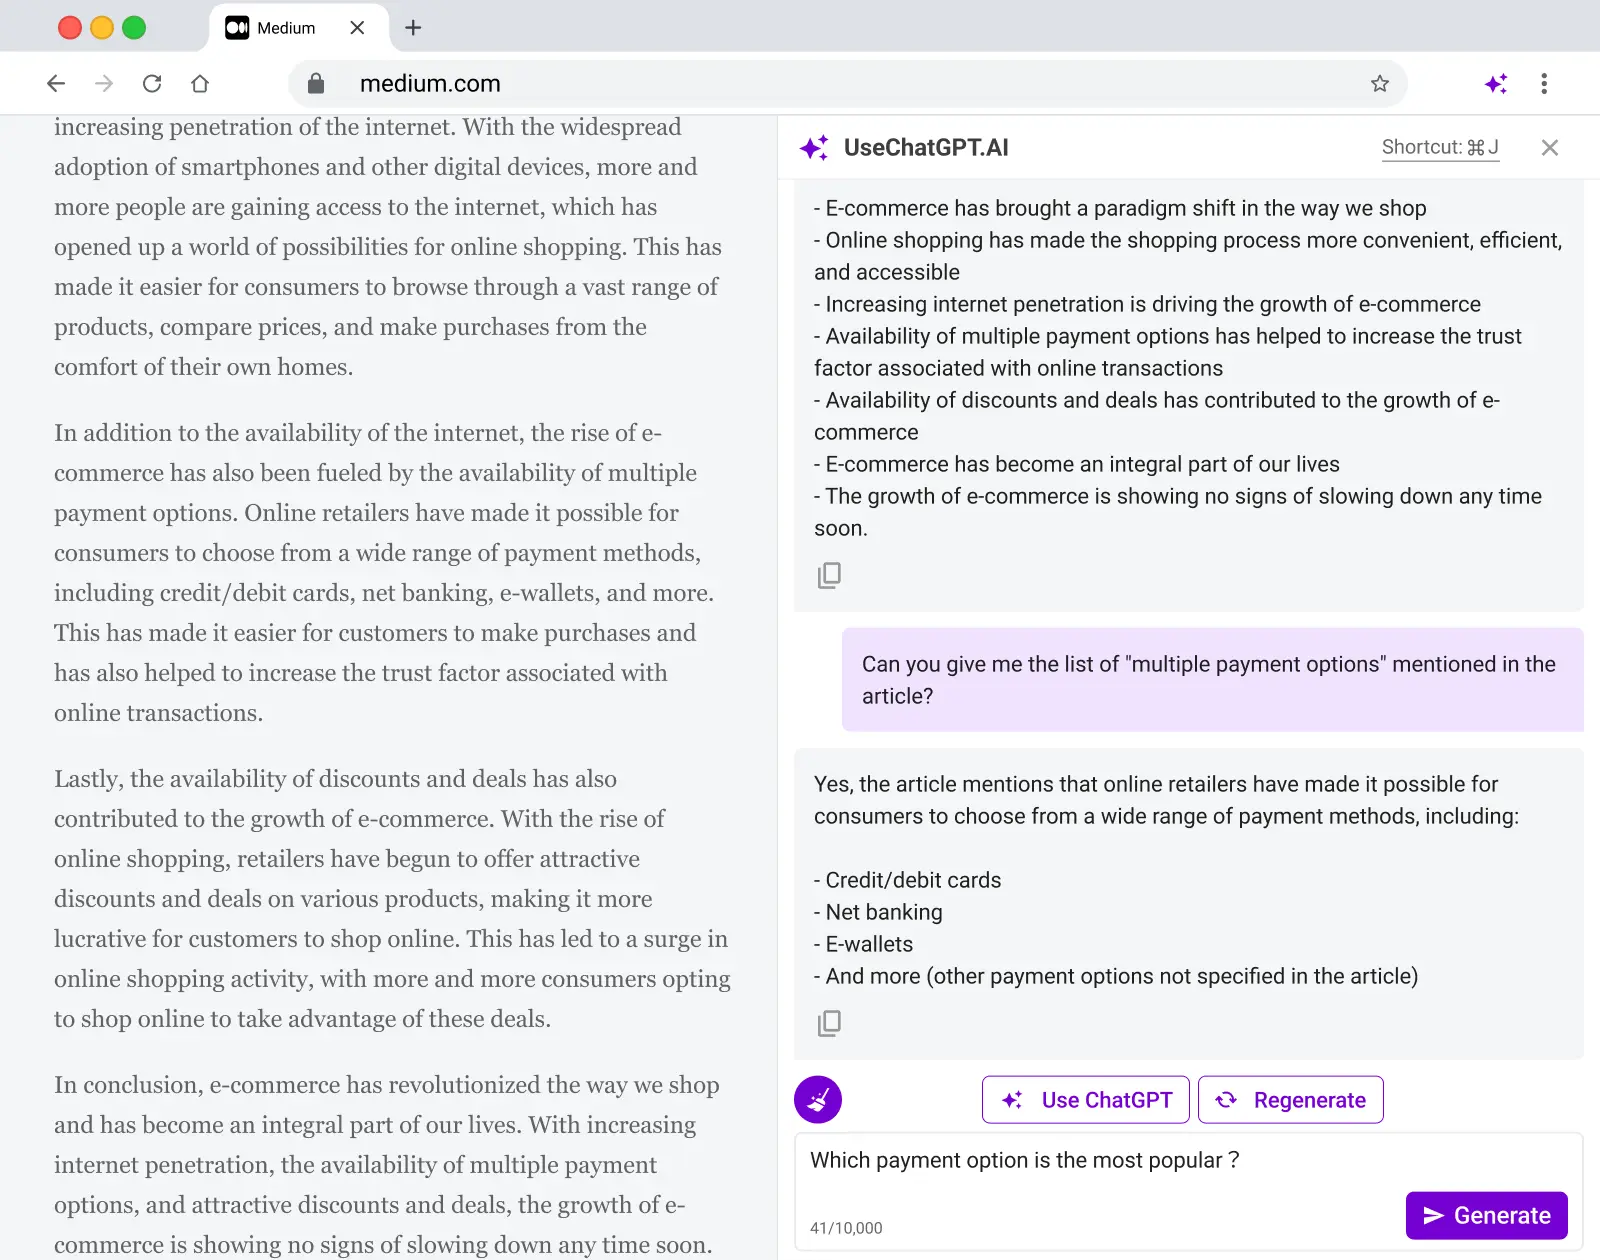 Medium
medium.com
increasing penetration of the internet. With the widespread
adoption of smartphones and other digital devices, more and
more people are gaining access to the internet, which has
opened up a world of possibilities for online shopping. This has
made it easier for consumers to browse through a vast range of
products, compare prices, and make purchases from the
comfort of their own homes.
In addition to the availability of the internet, the rise of e-
commerce has also been fueled by the availability of multiple
payment options. Online retailers have made it possible for
consumers to choose from a wide range of payment methods,
including credit/debit cards, net banking, e-wallets, and more.
This has made it easier for customers to make purchases and
has also helped to increase the trust factor associated with
online transactions.
Lastly, the availability of discounts and deals has also
contributed to the growth of e-commerce. With the rise of
online shopping, retailers have begun to offer attractive
discounts and deals on various products, making it more
lucrative for customers to shop online. This has led to a surge in
online shopping activity, with more and more consumers opting
to shop online to take advantage of these deals.
In conclusion, e-commerce has revolutionized the way we shop
and has become an integral part of our lives. With increasing
internet penetration, the availability of multiple payment
options, and attractive discounts and deals, the growth of e-
commerce is showing no signs of slowing down any time soon.
UseChatGPT.AI
Shortcut: ⌘ J
- E-commerce has brought a paradigm shift in the way we shop
- Online shopping has made the shopping process more convenient, efficient,
and accessible
- Increasing internet penetration is driving the growth of e-commerce
- Availability of multiple payment options has helped to increase the trust
factor associated with online transactions
- Availability of discounts and deals has contributed to the growth of e-
commerce
- E-commerce has become an integral part of our lives
- The growth of e-commerce is showing no signs of slowing down any time
soon.
Can you give me the list of "multiple payment options" mentioned in the
article?
Yes, the article mentions that online retailers have made it possible for
consumers to choose from a wide range of payment methods, including:
- Credit/debit cards
- Net banking
- E-wallets
- And more (other payment options not specified in the article)
Use ChatGPT
Regenerate
Which payment option is the most popular ?
41/10,000
Generate